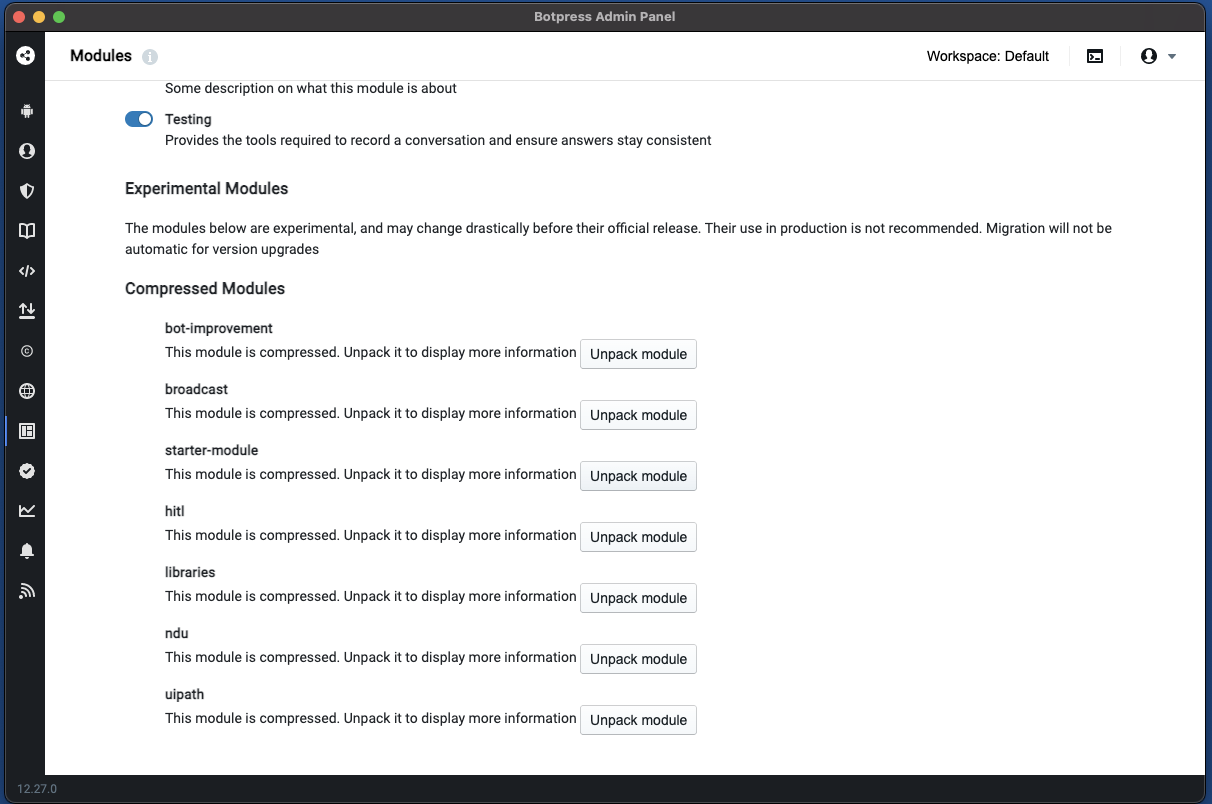 Botpress Admin Panel
Modules
Workspace: Default
Some description on what this module is about
Testing
Provides the tools required to record a conversation and ensure answers stay consistent
Experimental Modules
The modules below are experimental, and may change drastically before their official release. Their use in production is not recommended. Migration will not be
automatic for version upgrades
Compressed Modules
bot-improvement
This module is compressed. Unpack it to display more information Unpack module
broadcast
This module is compressed. Unpack it to display more information Unpack module
starter-module
This module is compressed. Unpack it to display more information Unpack module
hitl
This module is compressed. Unpack it to display more information Unpack module
libraries
This module is compressed. Unpack it to display more information Unpack module
ndu
This module is compressed. Unpack it to display more information Unpack module
uipath
This module is compressed. Unpack it to display more information Unpack module
12.27.0